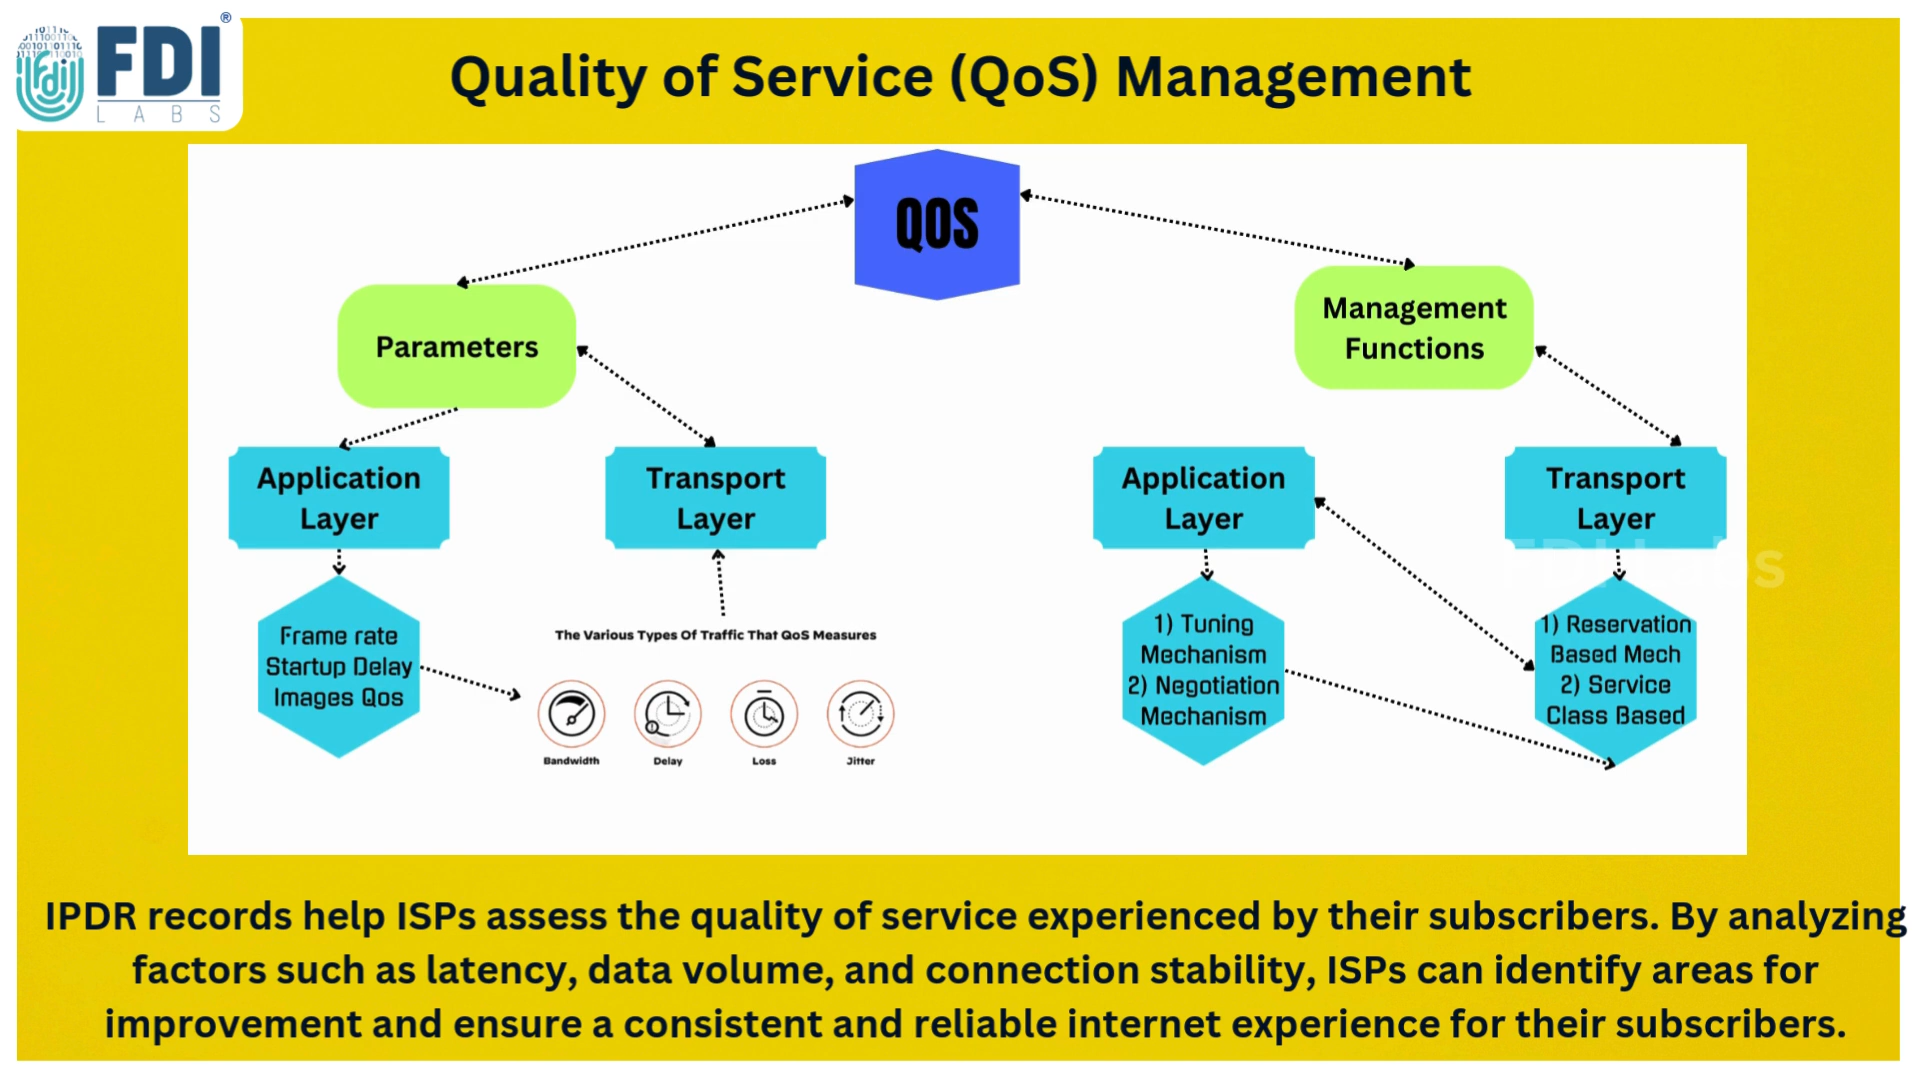 FDI
®
LABS
Quality of Service (QoS) Management
QOS
Parameters
Management
Functions
Application
Layer
Transport
Layer
Application
Layer
Transport
Layer
FDI Labs
Frame rate
Startup Delay
Images Qos
The Various Types Of Traffic That QoS Measures
Bandwidth
Delay
Loss
Jitter
1) Tuning
Mechanism
2) Negotiation
Mechanism
1) Reservation
Based Mech
2) Service
Class Based
IPDR records help ISPs assess the quality of service experienced by their subscribers. By analyzing
factors such as latency, data volume, and connection stability, ISPs can identify areas for
improvement and ensure a consistent and reliable internet experience for their subscribers.